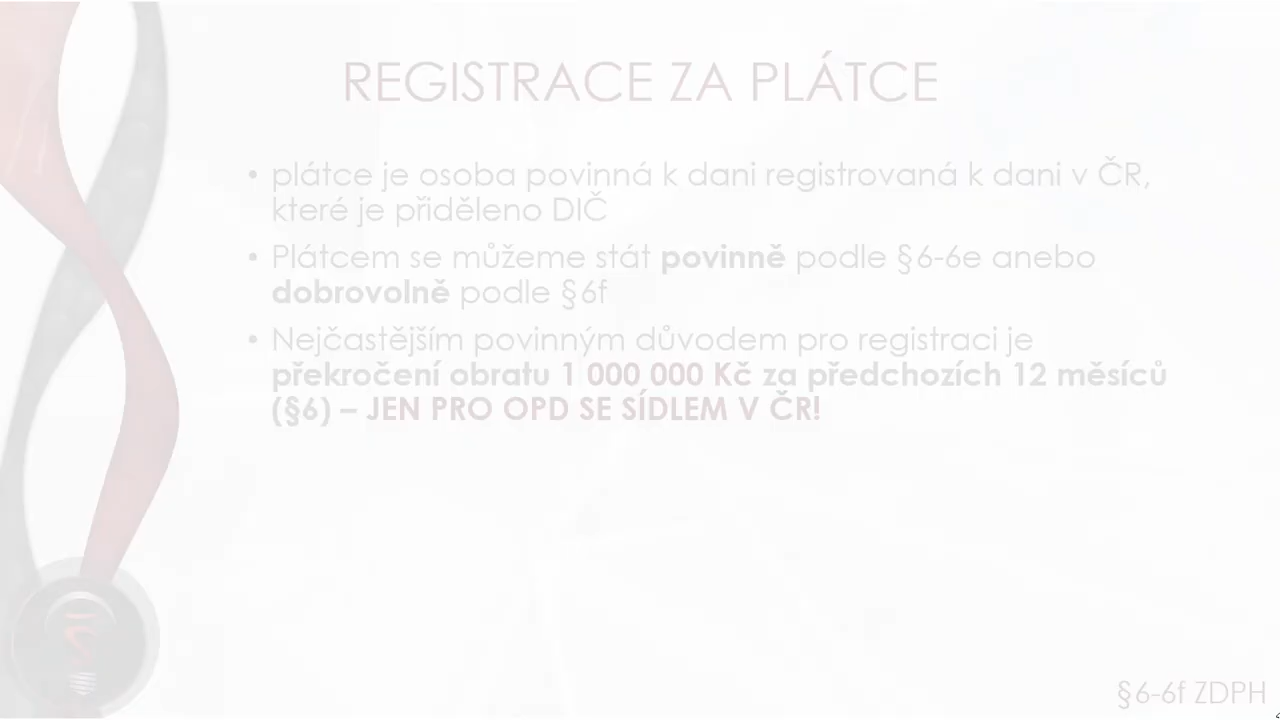 REGISTRACE ZA PLÁTCE
• plátce je osoba povinná k dani registrovaná k dani v ČR,
které je přiděleno DIČ
• Plátcem se můžeme stát povinně podle §6-6e anebo
dobrovolně podle §6f
• Nejčastějším povinným důvodem pro registraci je
překročení obratu 1 000 000 Kč za předchozích 12 měsíců
(§6) – JEN PRO OPD SE SÍDLEM V ČR!
§6-6f ZDPH